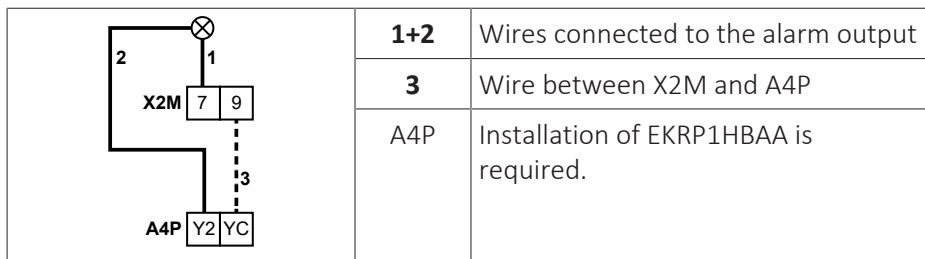 2
1
X2M 7 9
3
A4P Y2 YC
1+2 Wires connected to the alarm output
3 Wire between X2M and A4P
A4P Installation of EKRP1HBAA is
required.